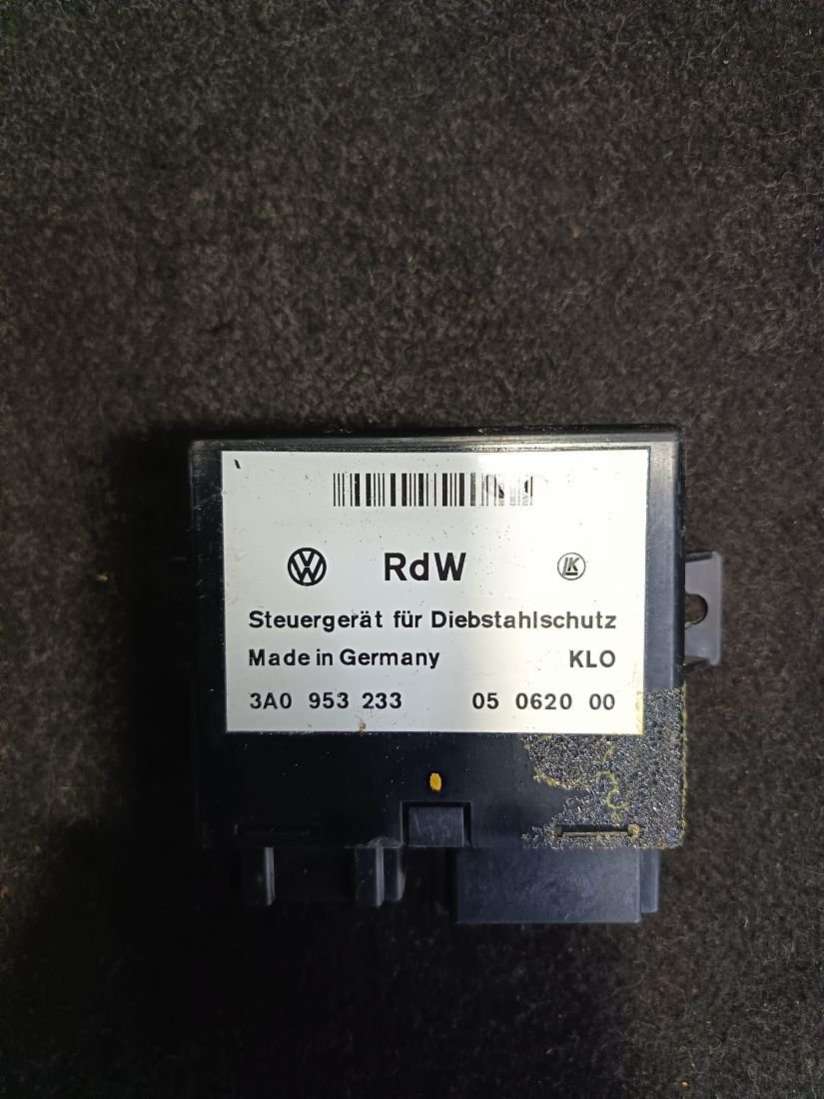 RdW
Steuergerät für Diebstahlschutz
Made in Germany KLO
3A0 953 233 05 0620 00